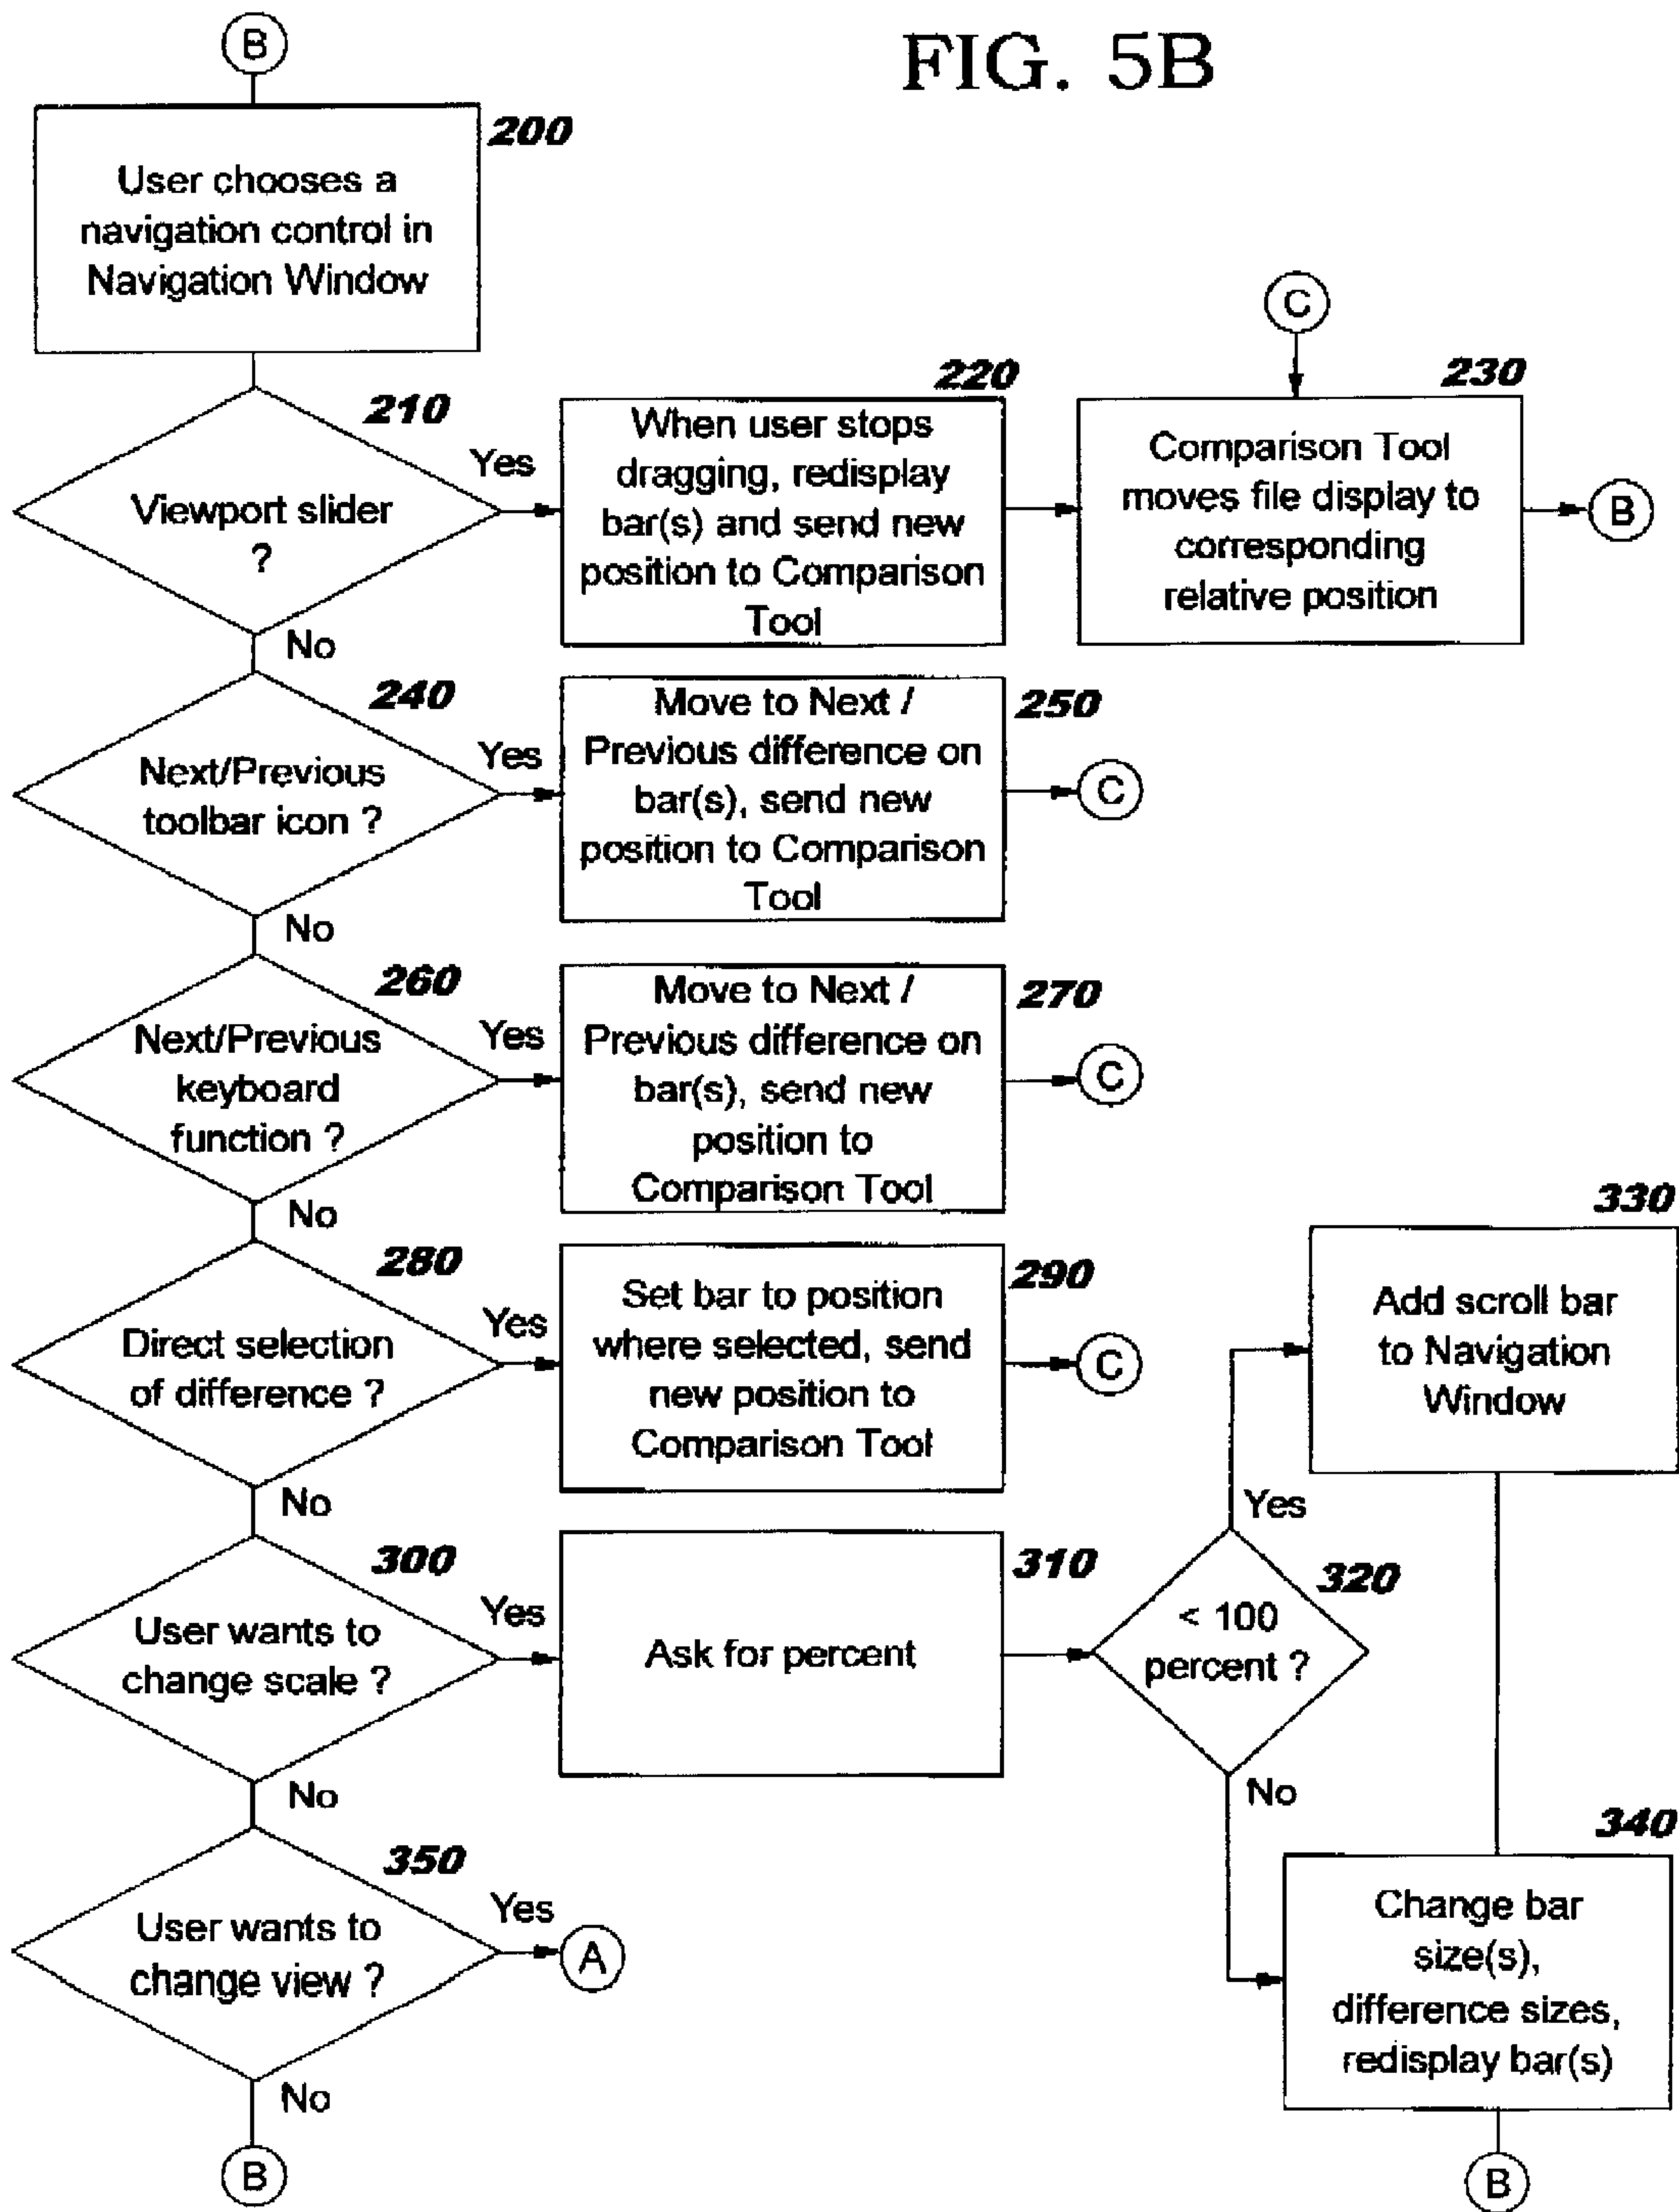 FIG. 5B
B
200
User chooses a
navigation control in
Navigation Window
210
Viewport slider
?
Yes
No
220
When user stops
dragging, redisplay
bar(s) and send new
position to Comparison
Tool
C
230
Comparison Tool
moves file display to
corresponding
relative position
B
240
Next/Previous
toolbar icon ?
Yes
No
250
Move to Next /
Previous difference on
bar(s), send new
position to Comparison
Tool
C
260
Next/Previous
keyboard
function ?
Yes
No
270
Move to Next /
Previous difference on
bar(s), send new
position to
Comparison Tool
C
280
Direct selection
of difference ?
Yes
No
290
Set bar to position
where selected, send
new position to
Comparison Tool
C
300
User wants to
change scale ?
Yes
No
310
Ask for percent
320
< 100
percent ?
Yes
No
330
Add scroll bar
to Navigation
Window
340
Change bar
size(s),
difference sizes,
redisplay bar(s)
B
350
User wants to
change view ?
Yes
A
No
B